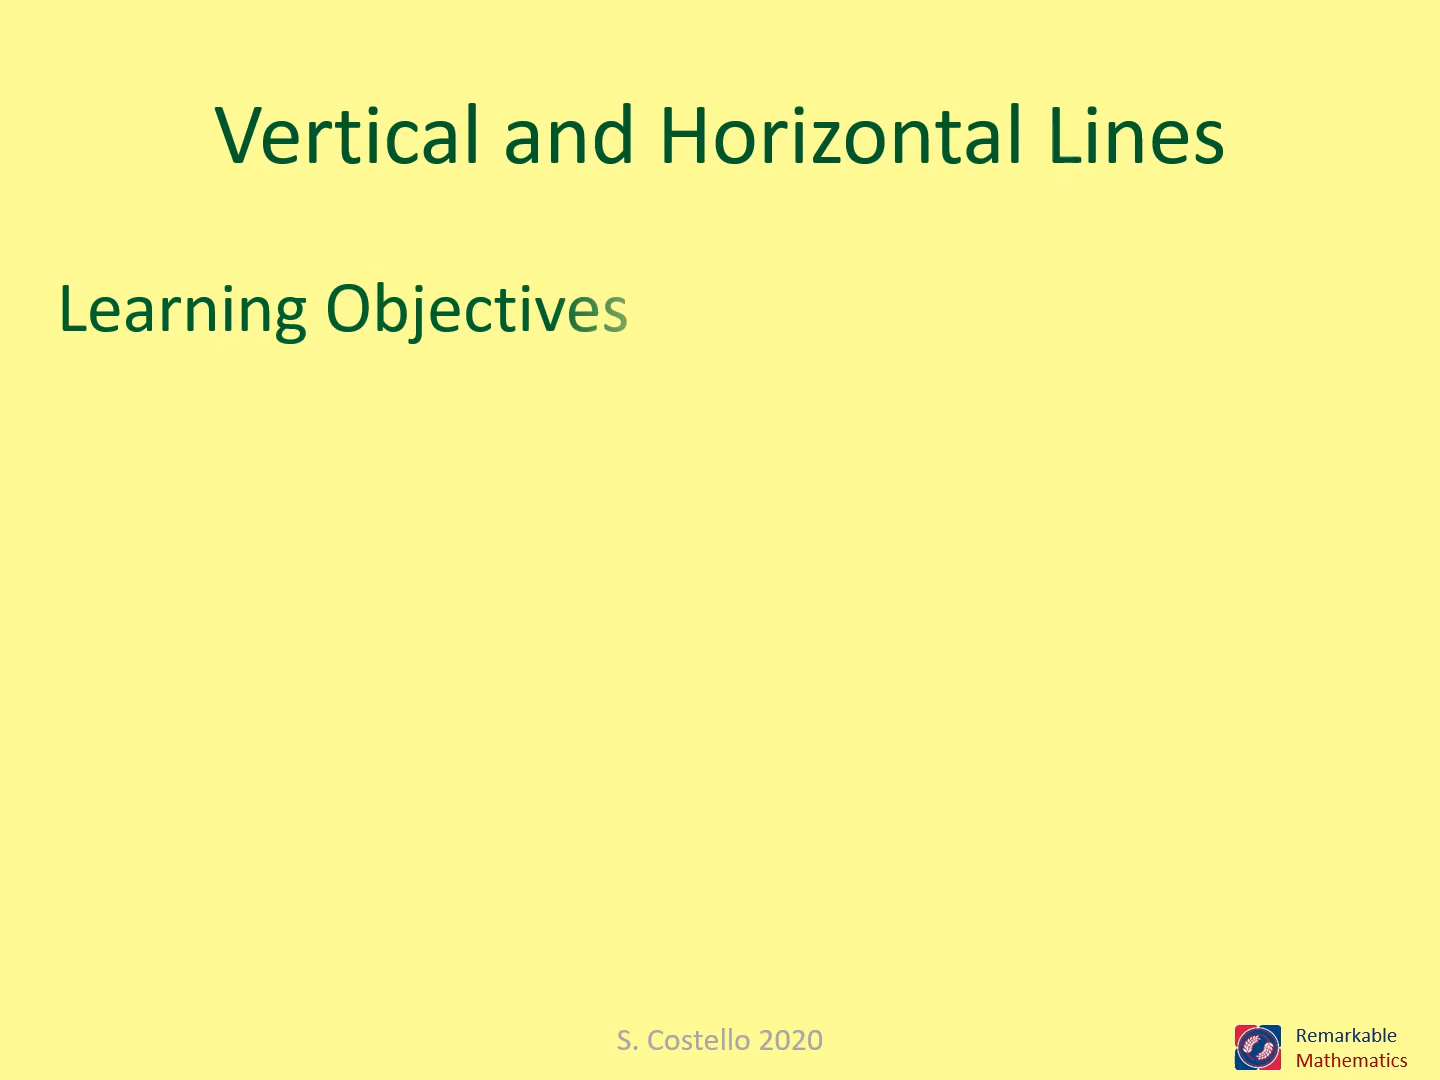 Vertical and Horizontal Lines
Learning Objectives
S. Costello 2020
Remarkable
Mathematics